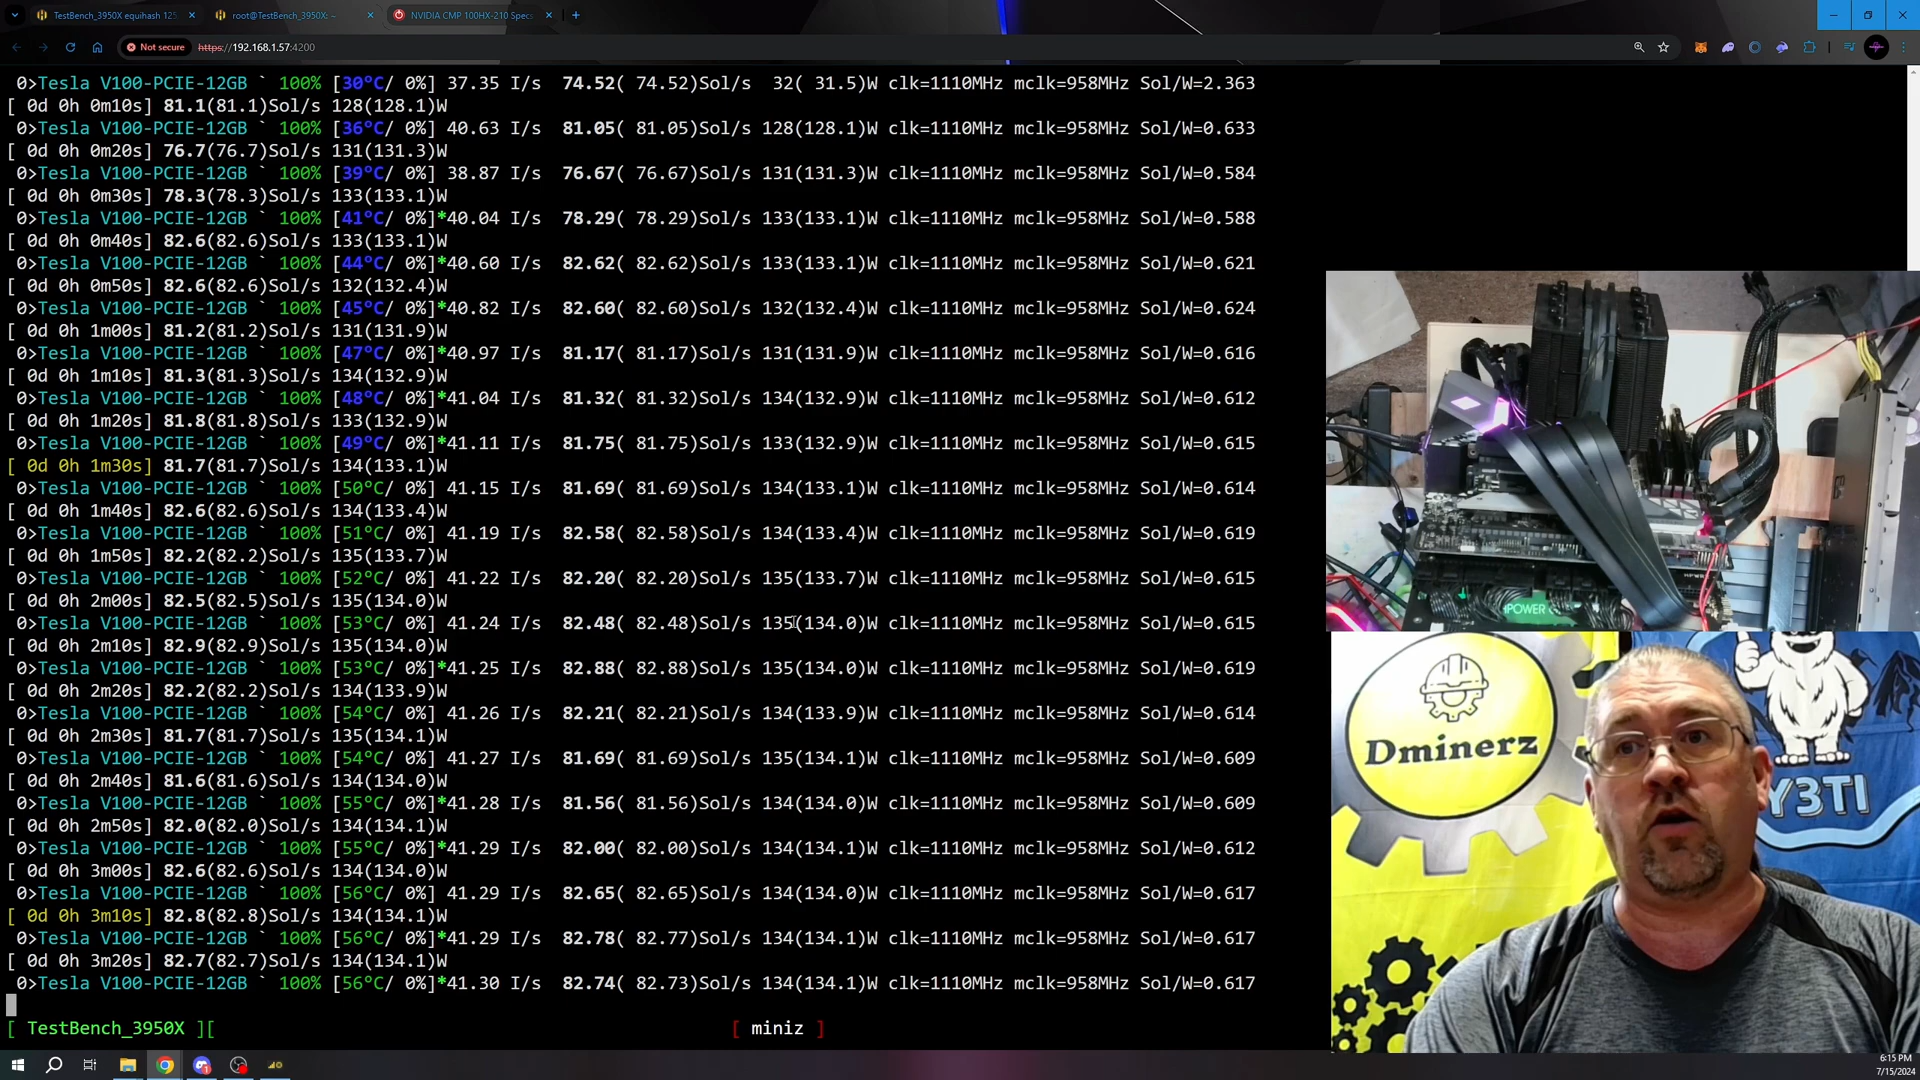 TestBench_3950X equihash 125
root@TestBench_3950X: ~
NVIDIA CMP 100HX-210 Specs
Not secure https://192.168.1.57:4200
0>Tesla V100-PCIE-12GB ` 100% [30°C/ 0%] 37.35 I/s 74.52( 74.52)Sol/s 32( 31.5)W clk=1110MHz mclk=958MHz Sol/W=2.363
[ 0d 0h 0m10s] 81.1(81.1)Sol/s 128(128.1)W
0>Tesla V100-PCIE-12GB ` 100% [36°C/ 0%] 40.63 I/s 81.05( 81.05)Sol/s 128(128.1)W clk=1110MHz mclk=958MHz Sol/W=0.633
[ 0d 0h 0m20s] 76.7(76.7)Sol/s 131(131.3)W
0>Tesla V100-PCIE-12GB ` 100% [39°C/ 0%] 38.87 I/s 76.67( 76.67)Sol/s 131(131.3)W clk=1110MHz mclk=958MHz Sol/W=0.584
[ 0d 0h 0m30s] 78.3(78.3)Sol/s 133(133.1)W
0>Tesla V100-PCIE-12GB ` 100% [41°C/ 0%]*40.04 I/s 78.29( 78.29)Sol/s 133(133.1)W clk=1110MHz mclk=958MHz Sol/W=0.588
[ 0d 0h 0m40s] 82.6(82.6)Sol/s 133(133.1)W
0>Tesla V100-PCIE-12GB ` 100% [44°C/ 0%]*40.60 I/s 82.62( 82.62)Sol/s 133(133.1)W clk=1110MHz mclk=958MHz Sol/W=0.621
[ 0d 0h 0m50s] 82.6(82.6)Sol/s 132(132.4)W
0>Tesla V100-PCIE-12GB ` 100% [45°C/ 0%]*40.82 I/s 82.60( 82.60)Sol/s 132(132.4)W clk=1110MHz mclk=958MHz Sol/W=0.624
[ 0d 0h 1m00s] 81.2(81.2)Sol/s 131(131.9)W
0>Tesla V100-PCIE-12GB ` 100% [47°C/ 0%]*40.97 I/s 81.17( 81.17)Sol/s 131(131.9)W clk=1110MHz mclk=958MHz Sol/W=0.616
[ 0d 0h 1m10s] 81.3(81.3)Sol/s 134(132.9)W
0>Tesla V100-PCIE-12GB ` 100% [48°C/ 0%]*41.04 I/s 81.32( 81.32)Sol/s 134(132.9)W clk=1110MHz mclk=958MHz Sol/W=0.612
[ 0d 0h 1m20s] 81.8(81.8)Sol/s 133(132.9)W
0>Tesla V100-PCIE-12GB ` 100% [49°C/ 0%]*41.11 I/s 81.75( 81.75)Sol/s 133(132.9)W clk=1110MHz mclk=958MHz Sol/W=0.615
[ 0d 0h 1m30s] 81.7(81.7)Sol/s 134(133.1)W
0>Tesla V100-PCIE-12GB ` 100% [50°C/ 0%] 41.15 I/s 81.69( 81.69)Sol/s 134(133.1)W clk=1110MHz mclk=958MHz Sol/W=0.614
[ 0d 0h 1m40s] 82.6(82.6)Sol/s 134(133.4)W
0>Tesla V100-PCIE-12GB ` 100% [51°C/ 0%] 41.19 I/s 82.58( 82.58)Sol/s 134(133.4)W clk=1110MHz mclk=958MHz Sol/W=0.619
[ 0d 0h 1m50s] 82.2(82.2)Sol/s 135(133.7)W
0>Tesla V100-PCIE-12GB ` 100% [52°C/ 0%] 41.22 I/s 82.20( 82.20)Sol/s 135(133.7)W clk=1110MHz mclk=958MHz Sol/W=0.615
[ 0d 0h 2m00s] 82.5(82.5)Sol/s 135(134.0)W
0>Tesla V100-PCIE-12GB ` 100% [53°C/ 0%] 41.24 I/s 82.48( 82.48)Sol/s 135(134.0)W clk=1110MHz mclk=958MHz Sol/W=0.615
[ 0d 0h 2m10s] 82.9(82.9)Sol/s 135(134.0)W
0>Tesla V100-PCIE-12GB ` 100% [53°C/ 0%]*41.25 I/s 82.88( 82.88)Sol/s 135(134.0)W clk=1110MHz mclk=958MHz Sol/W=0.619
[ 0d 0h 2m20s] 82.2(82.2)Sol/s 134(133.9)W
0>Tesla V100-PCIE-12GB ` 100% [54°C/ 0%]*41.26 I/s 82.21( 82.21)Sol/s 134(133.9)W clk=1110MHz mclk=958MHz Sol/W=0.614
[ 0d 0h 2m30s] 81.7(81.7)Sol/s 135(134.1)W
0>Tesla V100-PCIE-12GB ` 100% [54°C/ 0%]*41.27 I/s 81.69( 81.69)Sol/s 135(134.1)W clk=1110MHz mclk=958MHz Sol/W=0.609
[ 0d 0h 2m40s] 81.6(81.6)Sol/s 134(134.0)W
0>Tesla V100-PCIE-12GB ` 100% [55°C/ 0%]*41.28 I/s 81.56( 81.56)Sol/s 134(134.0)W clk=1110MHz mclk=958MHz Sol/W=0.609
[ 0d 0h 2m50s] 82.0(82.0)Sol/s 134(134.1)W
0>Tesla V100-PCIE-12GB ` 100% [55°C/ 0%]*41.29 I/s 82.00( 82.00)Sol/s 134(134.1)W clk=1110MHz mclk=958MHz Sol/W=0.612
[ 0d 0h 3m00s] 82.6(82.6)Sol/s 134(134.0)W
0>Tesla V100-PCIE-12GB ` 100% [56°C/ 0%] 41.29 I/s 82.65( 82.65)Sol/s 134(134.0)W clk=1110MHz mclk=958MHz Sol/W=0.617
[ 0d 0h 3m10s] 82.8(82.8)Sol/s 134(134.1)W
0>Tesla V100-PCIE-12GB ` 100% [56°C/ 0%]*41.29 I/s 82.78( 82.77)Sol/s 134(134.1)W clk=1110MHz mclk=958MHz Sol/W=0.617
[ 0d 0h 3m20s] 82.7(82.7)Sol/s 134(134.1)W
0>Tesla V100-PCIE-12GB ` 100% [56°C/ 0%]*41.30 I/s 82.74( 82.73)Sol/s 134(134.1)W clk=1110MHz mclk=958MHz Sol/W=0.617
[ TestBench_3950X ][ [ miniz ]
Dminerz
Y3TI
6:15 PM
7/15/2024